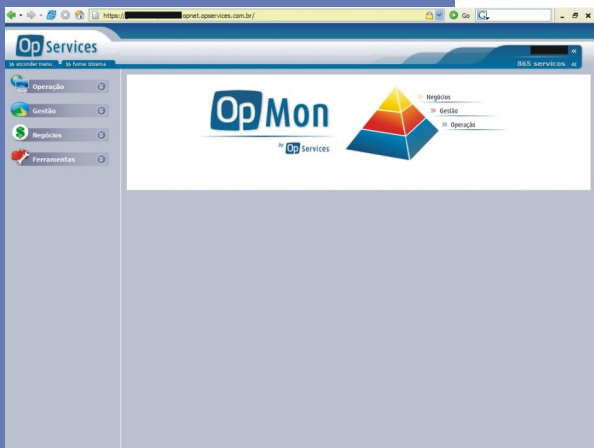 https://
opnet.opservices.com.br/
Go
G
Op Services
>> esconder menu >> home sistema
«
865 servicos «
Operação
Gestão
Negócios
Ferramentas
OpMon
by Op Services
>> Negócios
>> Gestão
>> Operação